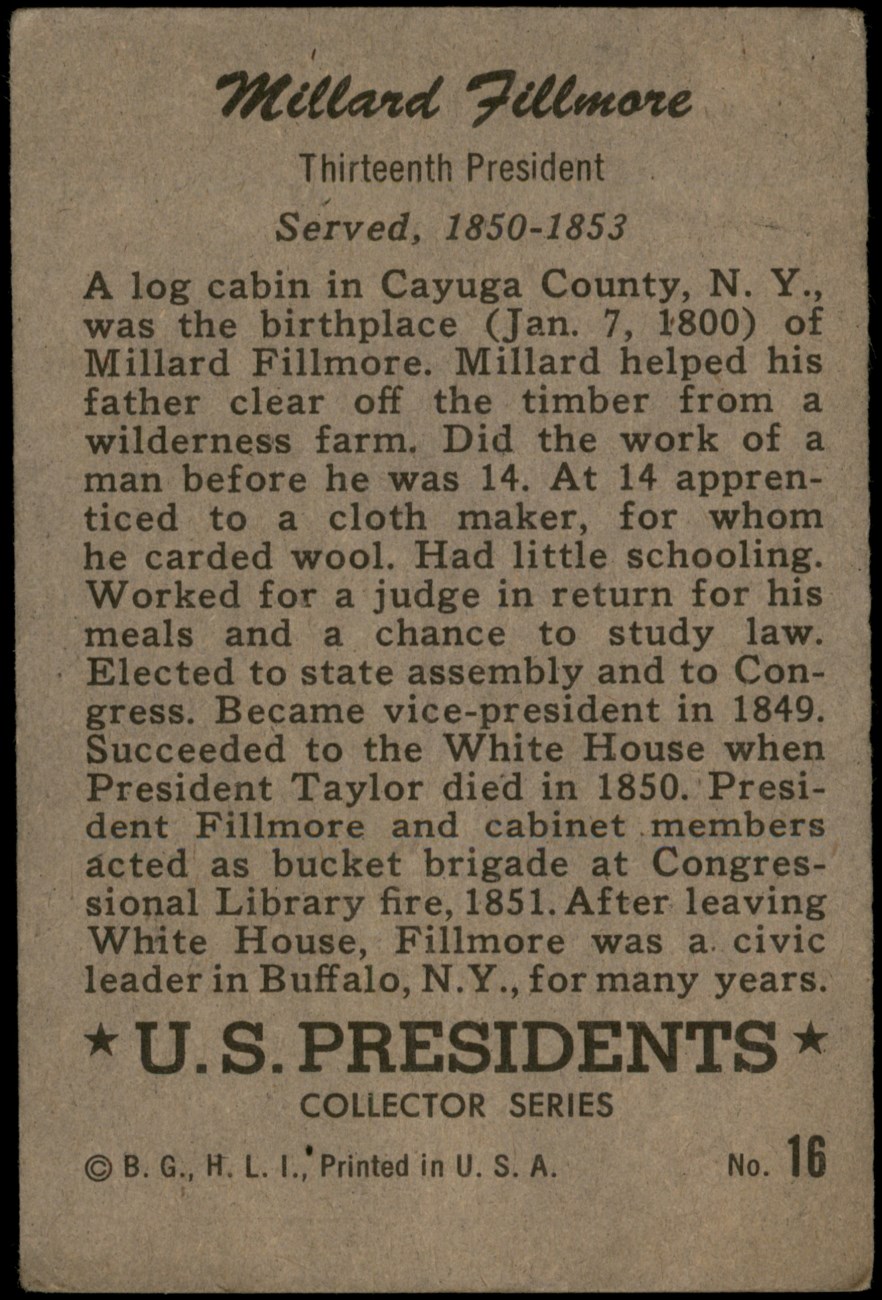 Millard Fillmore
Thirteenth President
Served, 1850-1853
A log cabin in Cayuga County, N. Y.,
was the birthplace (Jan. 7, 1800) of
Millard Fillmore. Millard helped his
father clear off the timber from a
wilderness farm. Did the work of a
man before he was 14. At 14 appren-
ticed to a cloth maker, for whom
he carded wool. Had little schooling.
Worked for a judge in return for his
meals and a chance to study law.
Elected to state assembly and to Con-
gress. Became vice-president in 1849.
Succeeded to the White House when
President Taylor died in 1850. Presi-
dent Fillmore and cabinet members
acted as bucket brigade at Congres-
sional Library fire, 1851. After leaving
White House, Fillmore was a civic
leader in Buffalo, N.Y., for many years.
★ U.S. PRESIDENTS ★
COLLECTOR SERIES
© B. G., H. L. I., Printed in U. S. A. No. 16